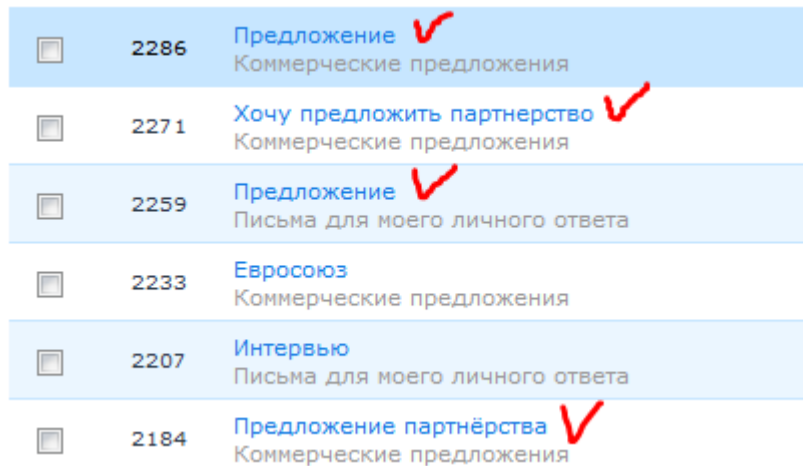 2286 Предложение
Коммерческие предложения
2271 Хочу предложить партнерство
Коммерческие предложения
2259 Предложение
Письма для моего личного ответа
2233 Евросоюз
Коммерческие предложения
2207 Интервью
Письма для моего личного ответа
2184 Предложение партнёрства
Коммерческие предложения